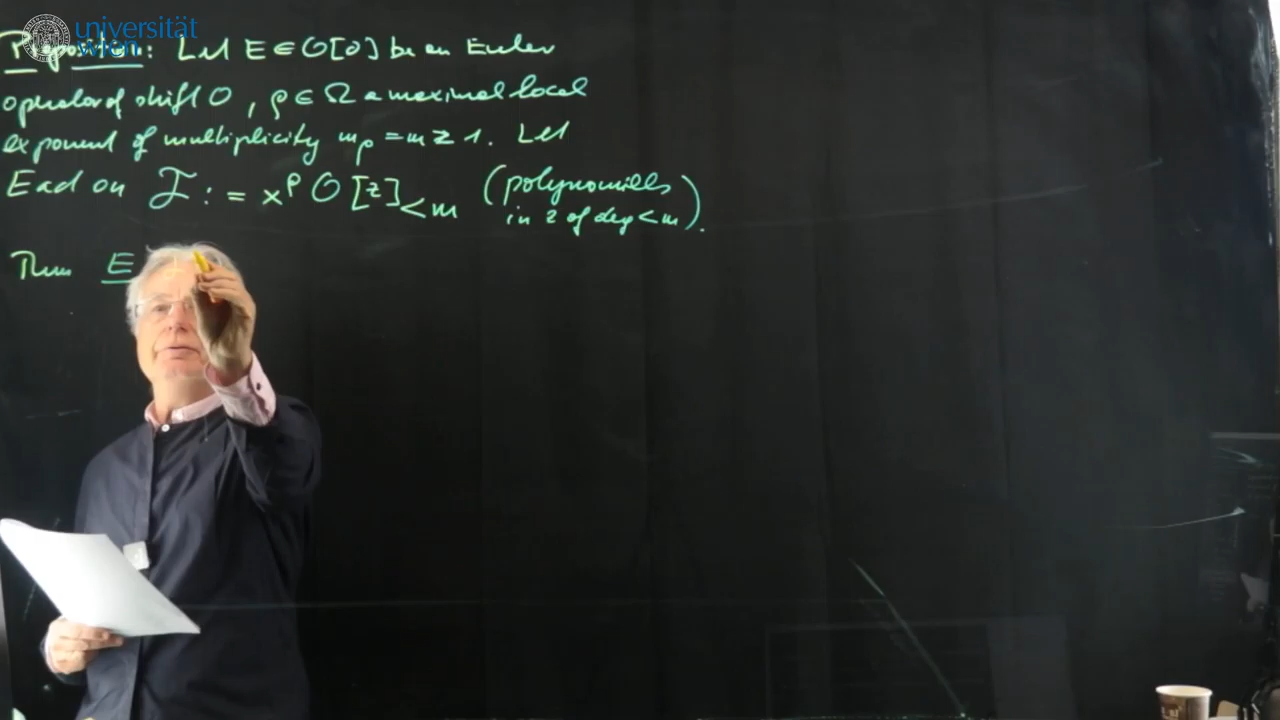 universität
wien
Proposition: Let E ∈ O[∂] be an Euler
operator of shift 0, ρ ∈ Ω a maximal local
exponent of multiplicity m_ρ = m ≥ 1. Let
E act on ℱ := x^ρ O[z]_{<m} (polynomials
in z of deg < m).
Then E